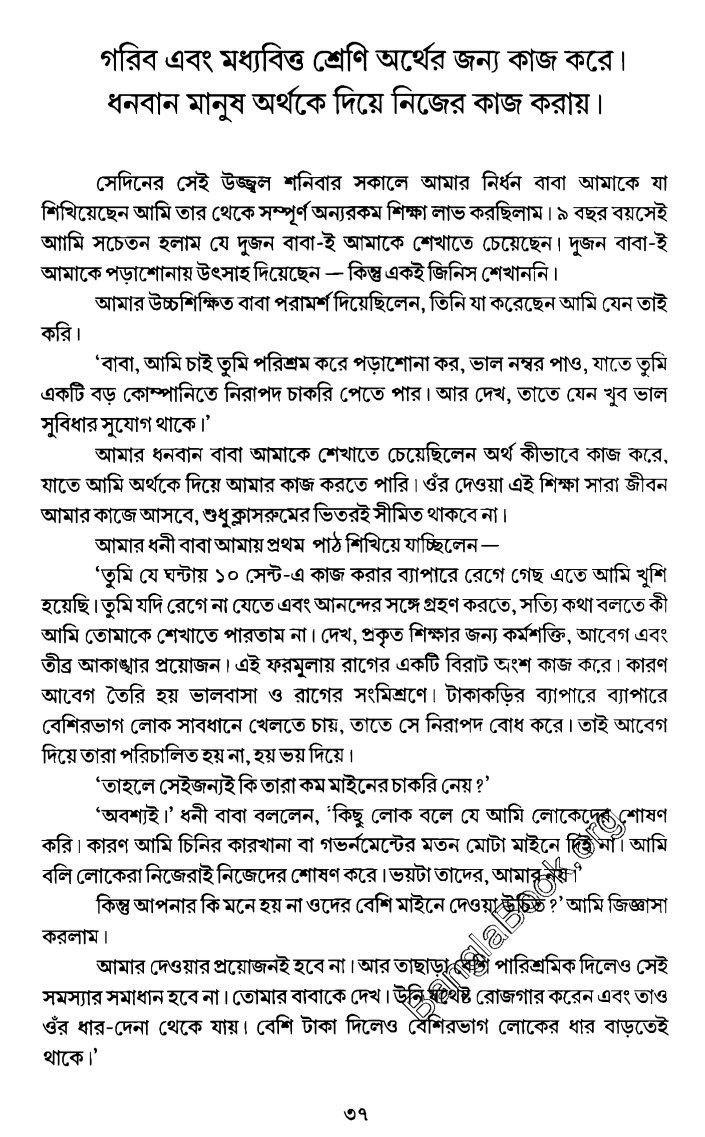 গরিব এবং মধ্যবিত্ত শ্রেণি অর্থের জন্য কাজ করে।
ধনবান মানুষ অর্থকে দিয়ে নিজের কাজ করায়।
সেদিনের সেই উজ্জ্বল শনিবার সকালে আমার নির্ধন বাবা আমাকে যা
শিখিয়েছেন আমি তার থেকে সম্পূর্ণ অন্যরকম শিক্ষা লাভ করছিলাম। ৯ বছর বয়সেই
আামি সচেতন হলাম যে দুজন বাবা-ই আমাকে শেখাতে চেয়েছেন। দুজন বাবা-ই
আমাকে পড়াশোনায় উৎসাহ দিয়েছেন — কিন্তু একই জিনিস শেখাননি।
আমার উচ্চশিক্ষিত বাবা পরামর্শ দিয়েছিলেন, তিনি যা করেছেন আমি যেন তাই
করি।
‘বাবা, আমি চাই তুমি পরিশ্রম করে পড়াশোনা কর, ভাল নম্বর পাও, যাতে তুমি
একটি বড় কোম্পানিতে নিরাপদ চাকরি পেতে পার। আর দেখ, তাতে যেন খুব ভাল
সুবিধার সুযোগ থাকে।’
আমার ধনবান বাবা আমাকে শেখাতে চেয়েছিলেন অর্থ কীভাবে কাজ করে,
যাতে আমি অর্থকে দিয়ে আমার কাজ করতে পারি। ওঁর দেওয়া এই শিক্ষা সারা জীবন
আমার কাজে আসবে, শুধু ক্লাসরুমের ভিতরই সীমিত থাকবে না।
আমার ধনী বাবা আমায় প্রথম পাঠ শিখিয়ে যাচ্ছিলেন —
‘তুমি যে ঘন্টায় ১০ সেন্ট-এ কাজ করার ব্যাপারে রেগে গেছ এতে আমি খুশি
হয়েছি। তুমি যদি রেগে না যেতে এবং আনন্দের সঙ্গে গ্রহণ করতে, সত্যি কথা বলতে কী
আমি তোমাকে শেখাতে পারতাম না। দেখ, প্রকৃত শিক্ষার জন্য কর্মশক্তি, আবেগ এবং
তীব্র আকাঙ্খার প্রয়োজন। এই ফরমুলায় রাগের একটি বিরাট অংশ কাজ করে। কারণ
আবেগ তৈরি হয় ভালবাসা ও রাগের সংমিশ্রণে। টাকাকড়ির ব্যাপারে ব্যাপারে
বেশিরভাগ লোক সাবধানে খেলতে চায়, তাতে সে নিরাপদ বোধ করে। তাই আবেগ
দিয়ে তারা পরিচালিত হয় না, হয় ভয় দিয়ে।
‘তাহলে সেইজন্যই কি তারা কম মাইনের চাকরি নেয় ?’
‘অবশ্যই।’ ধনী বাবা বললেন, ‘কিছু লোক বলে যে আমি লোকেদের শোষণ
করি। কারণ আমি চিনির কারখানা বা গভর্নমেন্টের মতন মোটা মাইনে দিই না। আমি
বলি লোকেরা নিজেরাই নিজেদের শোষণ করে। ভয়টা তাদের, আমার নয়।’
কিন্তু আপনার কি মনে হয় না ওদের বেশি মাইনে দেওয়া উচিত ?’ আমি জিজ্ঞাসা
করলাম।
আমার দেওয়ার প্রয়োজনই হবে না। আর তাছাড়া বেশি পারিশ্রমিক দিলেও সেই
সমস্যার সমাধান হবে না। তোমার বাবাকে দেখ। উনি যথেষ্ট রোজগার করেন এবং তাও
ওঁর ধার-দেনা থেকে যায়। বেশি টাকা দিলেও বেশিরভাগ লোকের ধার বাড়তেই
থাকে।’
BanglaBook.org
৩৭